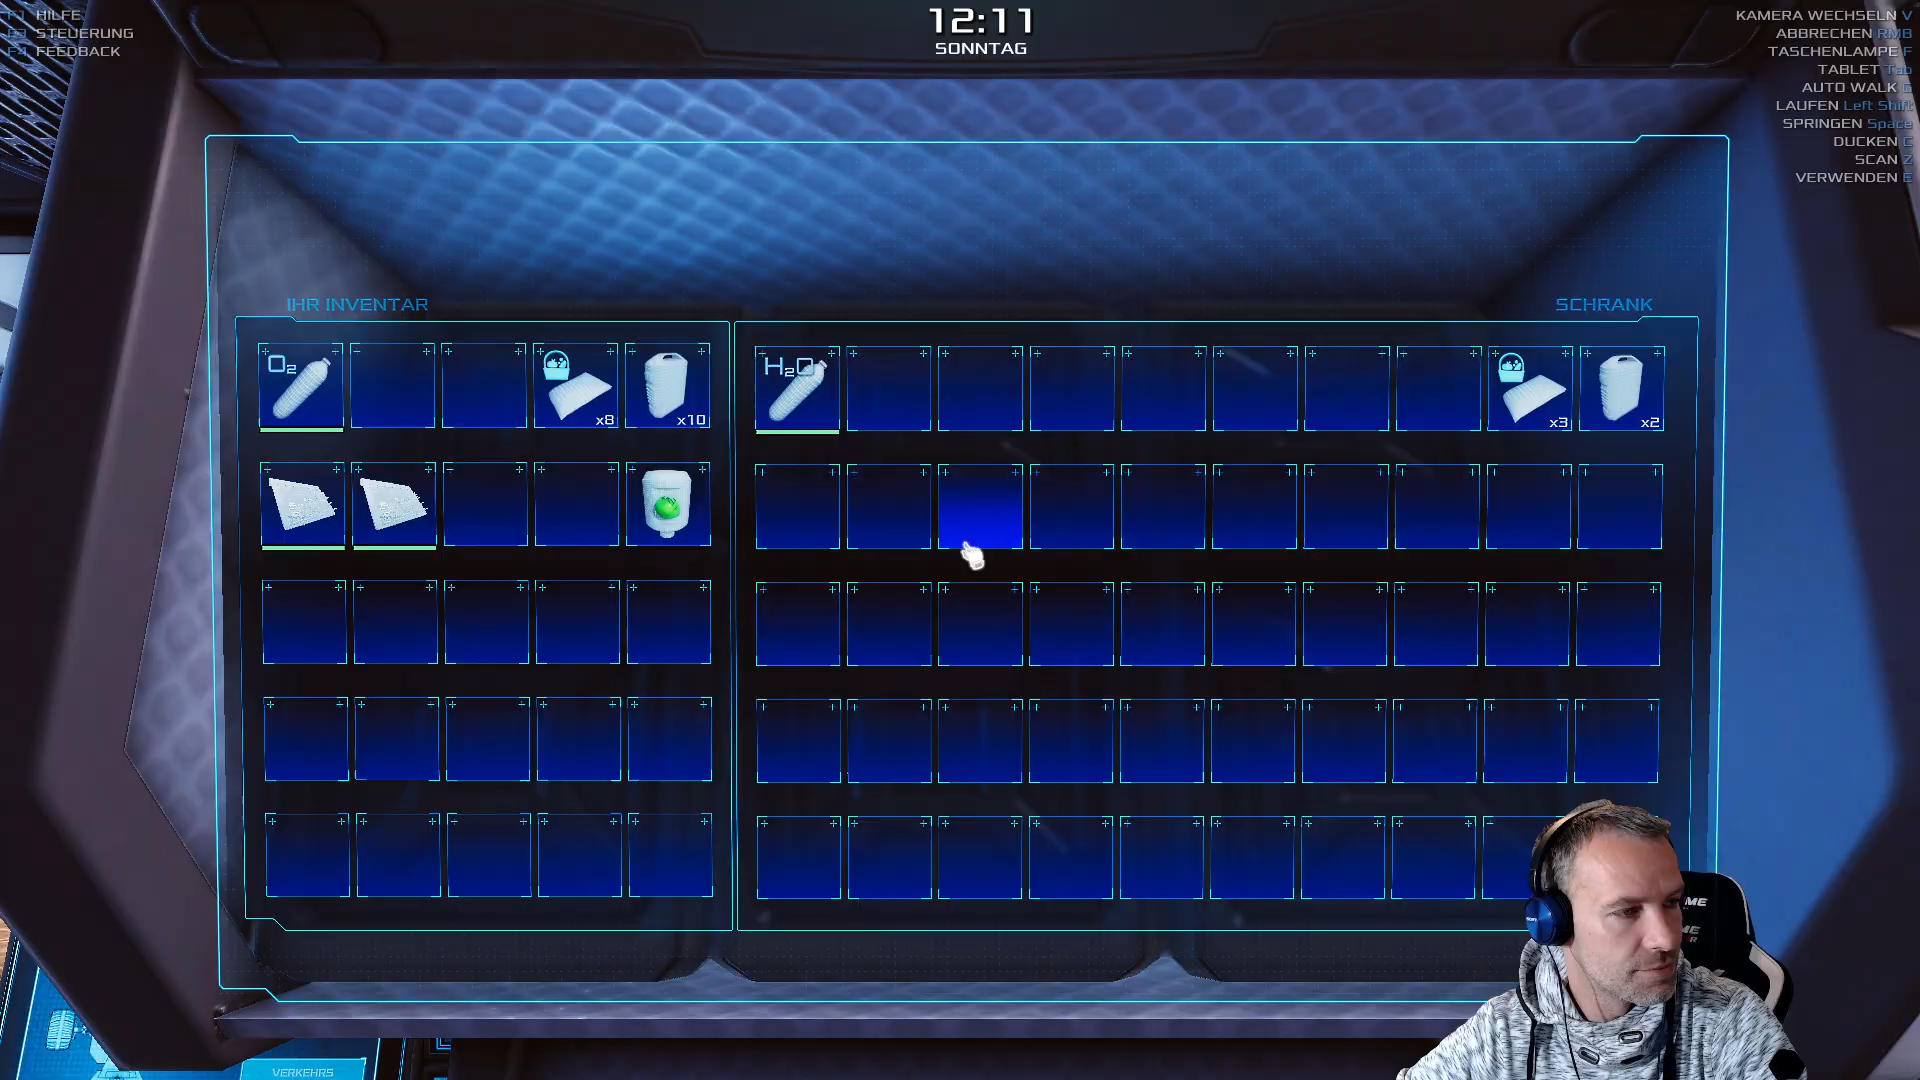 F1 HILFE
F3 STEUERUNG
F4 FEEDBACK
12:11
SONNTAG
KAMERA WECHSELN V
ABBRECHEN RMB
TASCHENLAMPE F
TABLET Tab
AUTO WALK G
LAUFEN Left Shift
SPRINGEN Space
DUCKEN C
SCAN Z
VERWENDEN E
IHR INVENTAR
SCHRANK
O2
x8
x10
H2O
x3
x2
VERKEHRS